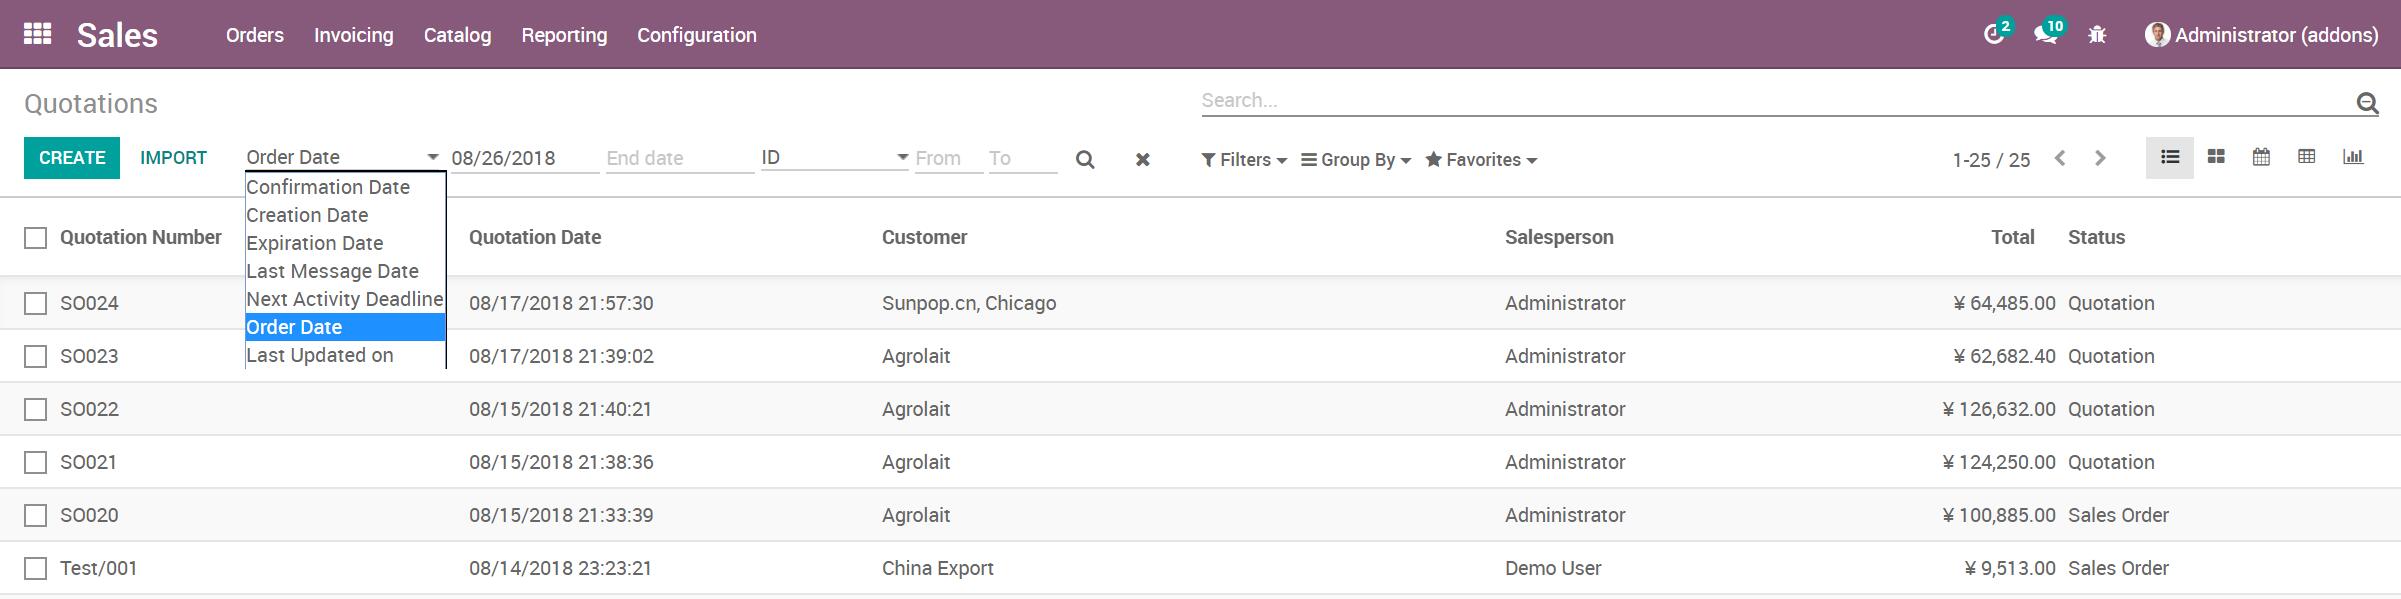 Sales Orders Invoicing Catalog Reporting Configuration 2 10 Administrator (addons)
Quotations Search...
CREATE IMPORT Order Date 08/26/2018 End date ID From To Filters Group By Favorites 1-25 / 25
Confirmation Date
Creation Date
Expiration Date
Last Message Date
Next Activity Deadline
Order Date
Last Updated on
Quotation Number Quotation Date Customer Salesperson Total Status
SO024 08/17/2018 21:57:30 Sunpop.cn, Chicago Administrator ¥ 64,485.00 Quotation
SO023 08/17/2018 21:39:02 Agrolait Administrator ¥ 62,682.40 Quotation
SO022 08/15/2018 21:40:21 Agrolait Administrator ¥ 126,632.00 Quotation
SO021 08/15/2018 21:38:36 Agrolait Administrator ¥ 124,250.00 Quotation
SO020 08/15/2018 21:33:39 Agrolait Administrator ¥ 100,885.00 Sales Order
Test/001 08/14/2018 23:23:21 China Export Demo User ¥ 9,513.00 Sales Order